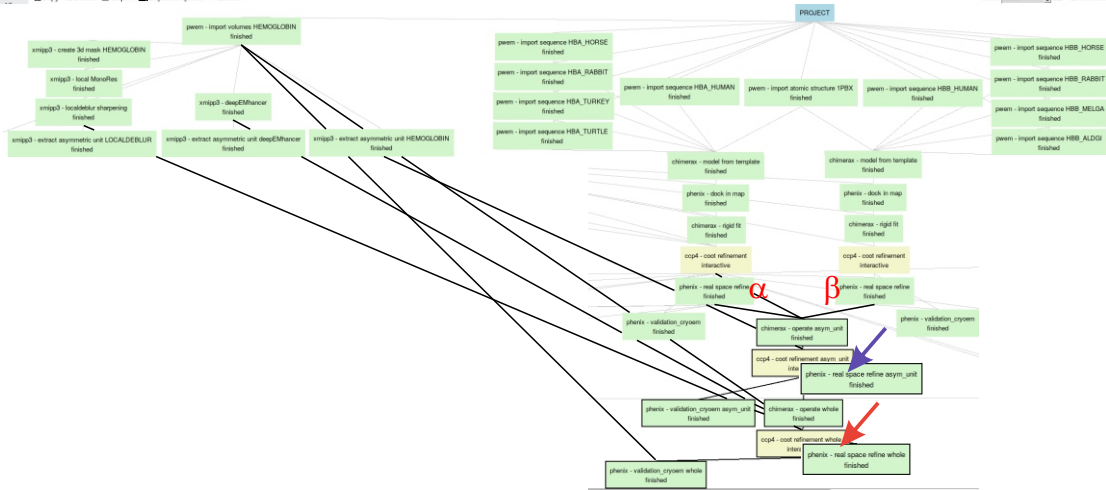 PROJECT
pwem - import volumes HEMOGLOBIN
finished
xmipp3 - create 3d mask HEMOGLOBIN
finished
xmipp3 - local MonoRes
finished
xmipp3 - localdeblur sharpening
finished
xmipp3 - deepEMhancer
finished
xmipp3 - extract asymmetric unit LOCALDEBLUR
finished
xmipp3 - extract asymmetric unit deepEMhancer
finished
xmipp3 - extract asymmetric unit HEMOGLOBIN
finished
pwem - import sequence HBA_HORSE
finished
pwem - import sequence HBA_RABBIT
finished
pwem - import sequence HBA_TURKEY
finished
pwem - import sequence HBA_TURTLE
finished
pwem - import sequence HBA_HUMAN
finished
pwem - import atomic structure 1PBX
finished
pwem - import sequence HBB_HUMAN
finished
pwem - import sequence HBB_HORSE
finished
pwem - import sequence HBB_RABBIT
finished
pwem - import sequence HBB_MELGA
finished
pwem - import sequence HBB_ALDGI
finished
chimerax - model from template
finished
chimerax - model from template
finished
phenix - dock in map
finished
phenix - dock in map
finished
chimerax - rigid fit
finished
chimerax - rigid fit
finished
ccp4 - coot refinement
interactive
ccp4 - coot refinement
interactive
phenix - real space refine
finished
α
β
phenix - real space refine
finished
phenix - validation_cryoem
finished
chimerax - operate asym_unit
finished
phenix - validation_cryoem
finished
ccp4 - coot refinement asym_unit
phenix - real space refine asym_unit
finished
phenix - validation_cryoem asym_unit
finished
chimerax - operate whole
finished
ccp4 - coot refinement whole
phenix - real space refine whole
finished
phenix - validation_cryoem whole
finished